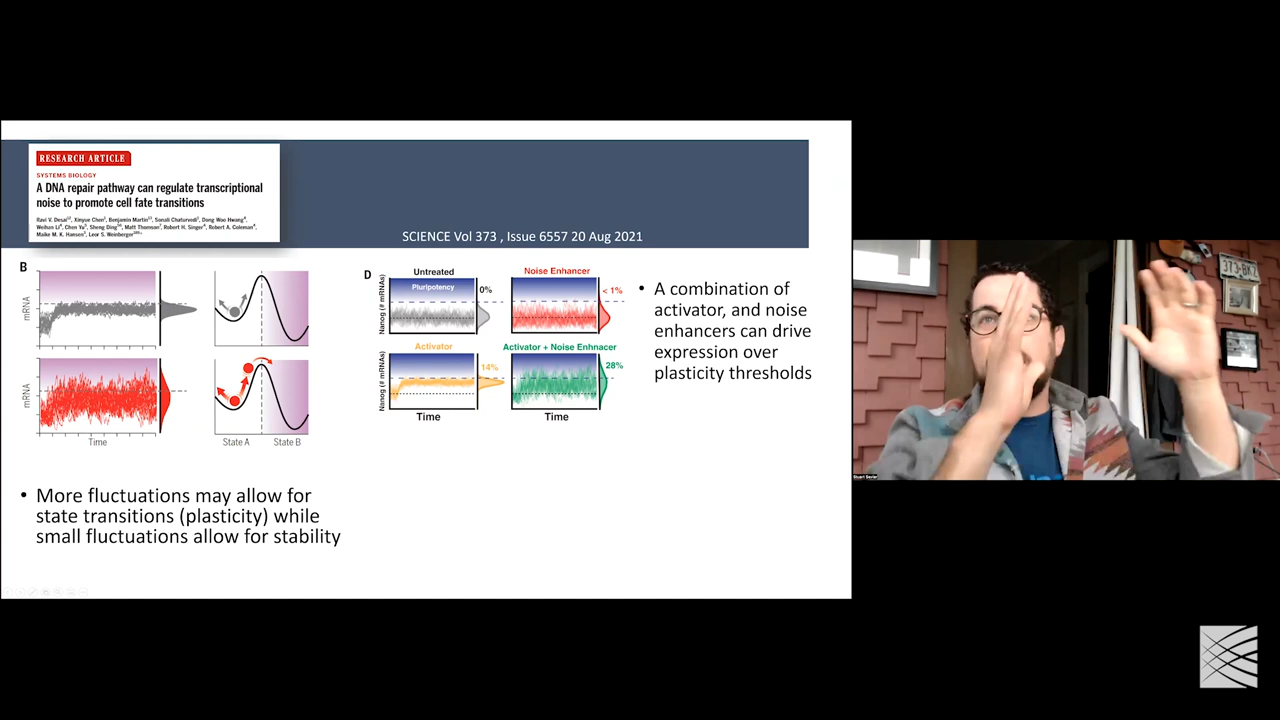 RESEARCH ARTICLE
SYSTEMS BIOLOGY
A DNA repair pathway can regulate transcriptional
noise to promote cell fate transitions
SCIENCE Vol 373 , Issue 6557 20 Aug 2021
B
mRNA
mRNA
Time
State A
State B
D
Untreated
Noise Enhancer
Nanog (# mRNAs)
Pluripotency
0%
< 1%
Activator
Activator + Noise Enhnacer
Nanog (# mRNAs)
14%
28%
Time
Time
• A combination of
activator, and noise
enhancers can drive
expression over
plasticity thresholds
• More fluctuations may allow for
state transitions (plasticity) while
small fluctuations allow for stability